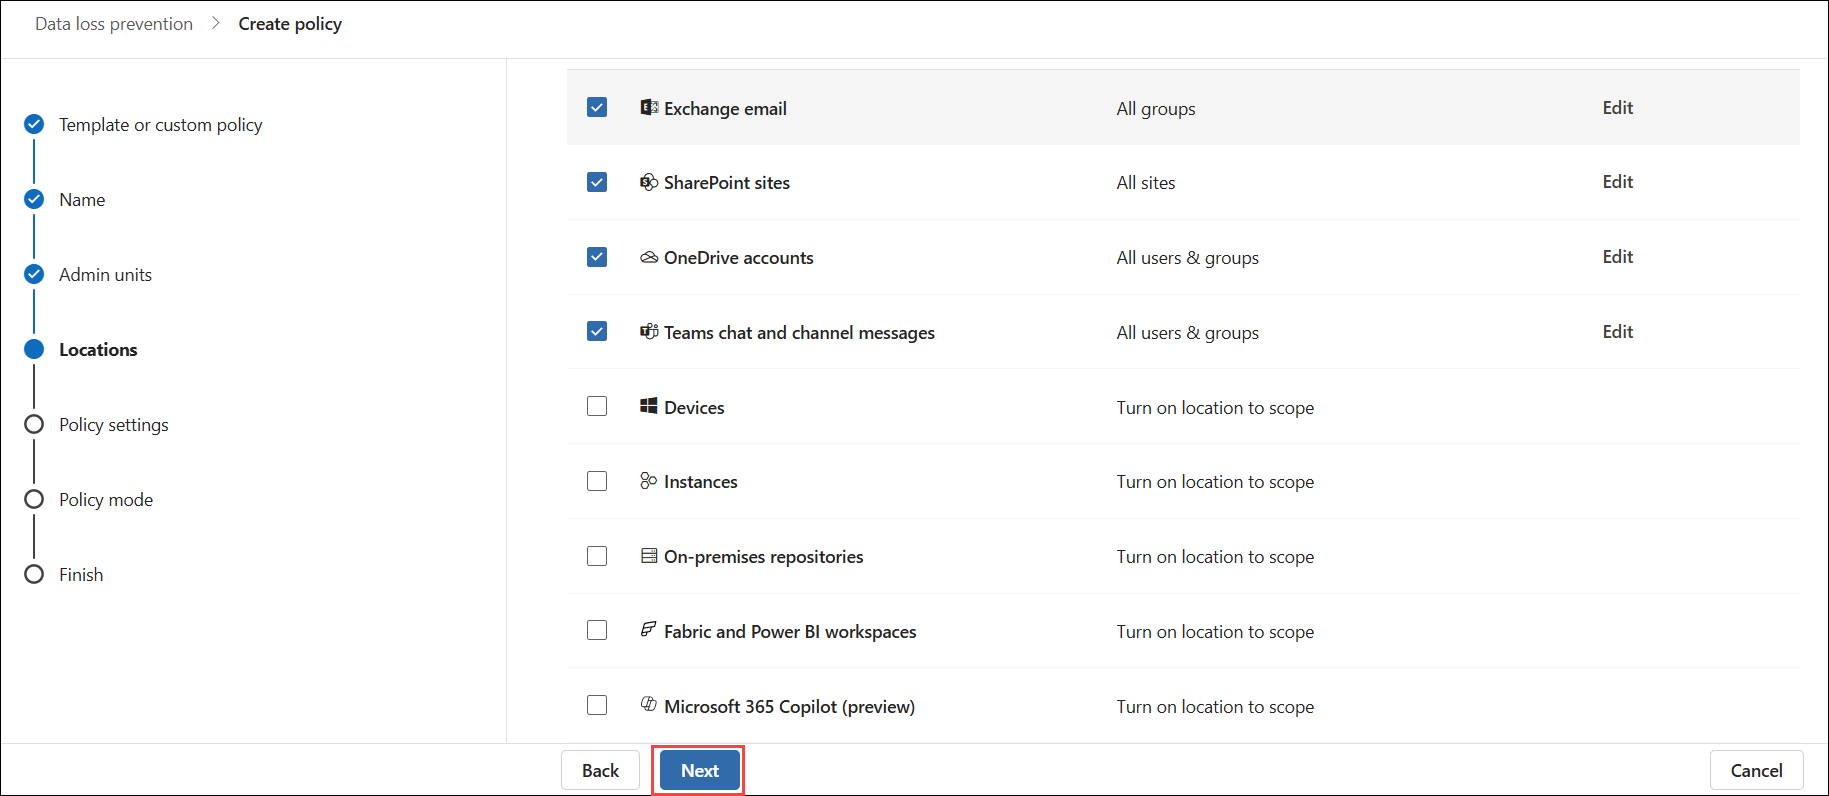 Data loss prevention > Create policy
Template or custom policy
Name
Admin units
Locations
Policy settings
Policy mode
Finish
Exchange email All groups Edit
SharePoint sites All sites Edit
OneDrive accounts All users & groups Edit
Teams chat and channel messages All users & groups Edit
Devices Turn on location to scope
Instances Turn on location to scope
On-premises repositories Turn on location to scope
Fabric and Power BI workspaces Turn on location to scope
Microsoft 365 Copilot (preview) Turn on location to scope
Back Next Cancel